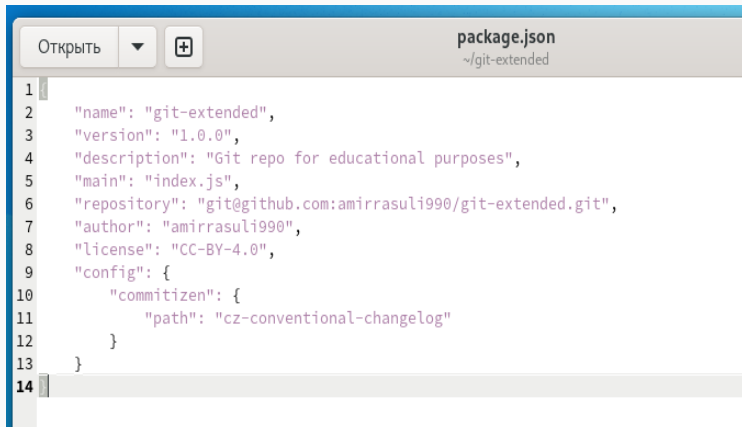 Открыть
package.json
~/git-extended
1 {
2 "name": "git-extended",
3 "version": "1.0.0",
4 "description": "Git repo for educational purposes",
5 "main": "index.js",
6 "repository": "git@github.com:amirrasuli990/git-extended.git",
7 "author": "amirrasuli990",
8 "license": "CC-BY-4.0",
9 "config": {
10 "commitizen": {
11 "path": "cz-conventional-changelog"
12 }
13 }
14 }